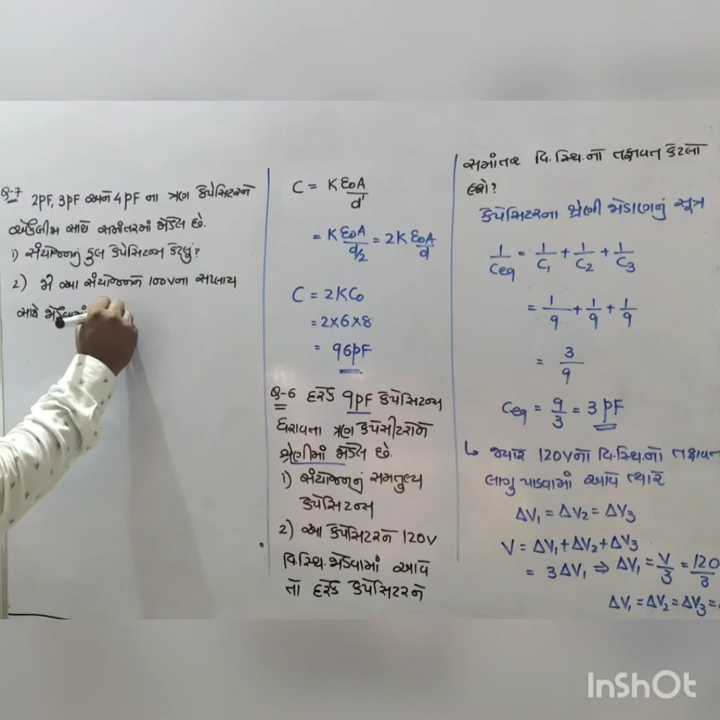 Q-7 2PF, 3PF અને 4PF ના ત્રણ કેપેસિટરને
એકબીજા સાથે સમાંતરમાં જોડેલ છે.
1) સંયોજનનું કુલ કેપેસિટન્સ કેટલું?
2) જો આ સંયોજનને 100Vના સપ્લાય
સાથે
C = Kε0A/d'
= Kε0A/d/2 = 2Kε0A/d
C = 2KC0
= 2×6×8
= 96PF
Q-6 દરેક 9PF કેપેસિટન્સ
ધરાવતા ત્રણ કેપેસીટરોને
શ્રેણીમાં જોડેલ છે.
1) સંયોજનનું સમતુલ્ય
કેપેસિટન્સ
2) આ કેપેસિટરને 120V
વિ.સ્થિ. જોડવામાં આવે
તો દરેક કેપેસિટરને
સમાંતર વિ.સ્થિ.નો તફાવત કેટલો
હશે?
કેપેસિટરના શ્રેણી જોડાણનું સૂત્ર
1/Ceq = 1/C1 + 1/C2 + 1/C3
= 1/9 + 1/9 + 1/9
= 3/9
Ceq = 9/3 = 3 PF
જ્યારે 120Vનો વિ.સ્થિ.નો તફાવત
લાગુ પાડવામાં આવે ત્યારે
ΔV1 = ΔV2 = ΔV3
V = ΔV1 + ΔV2 + ΔV3
= 3ΔV1 ⇒ ΔV1 = V/3 = 120/3
ΔV1 = ΔV2 = ΔV3 =
InShOt